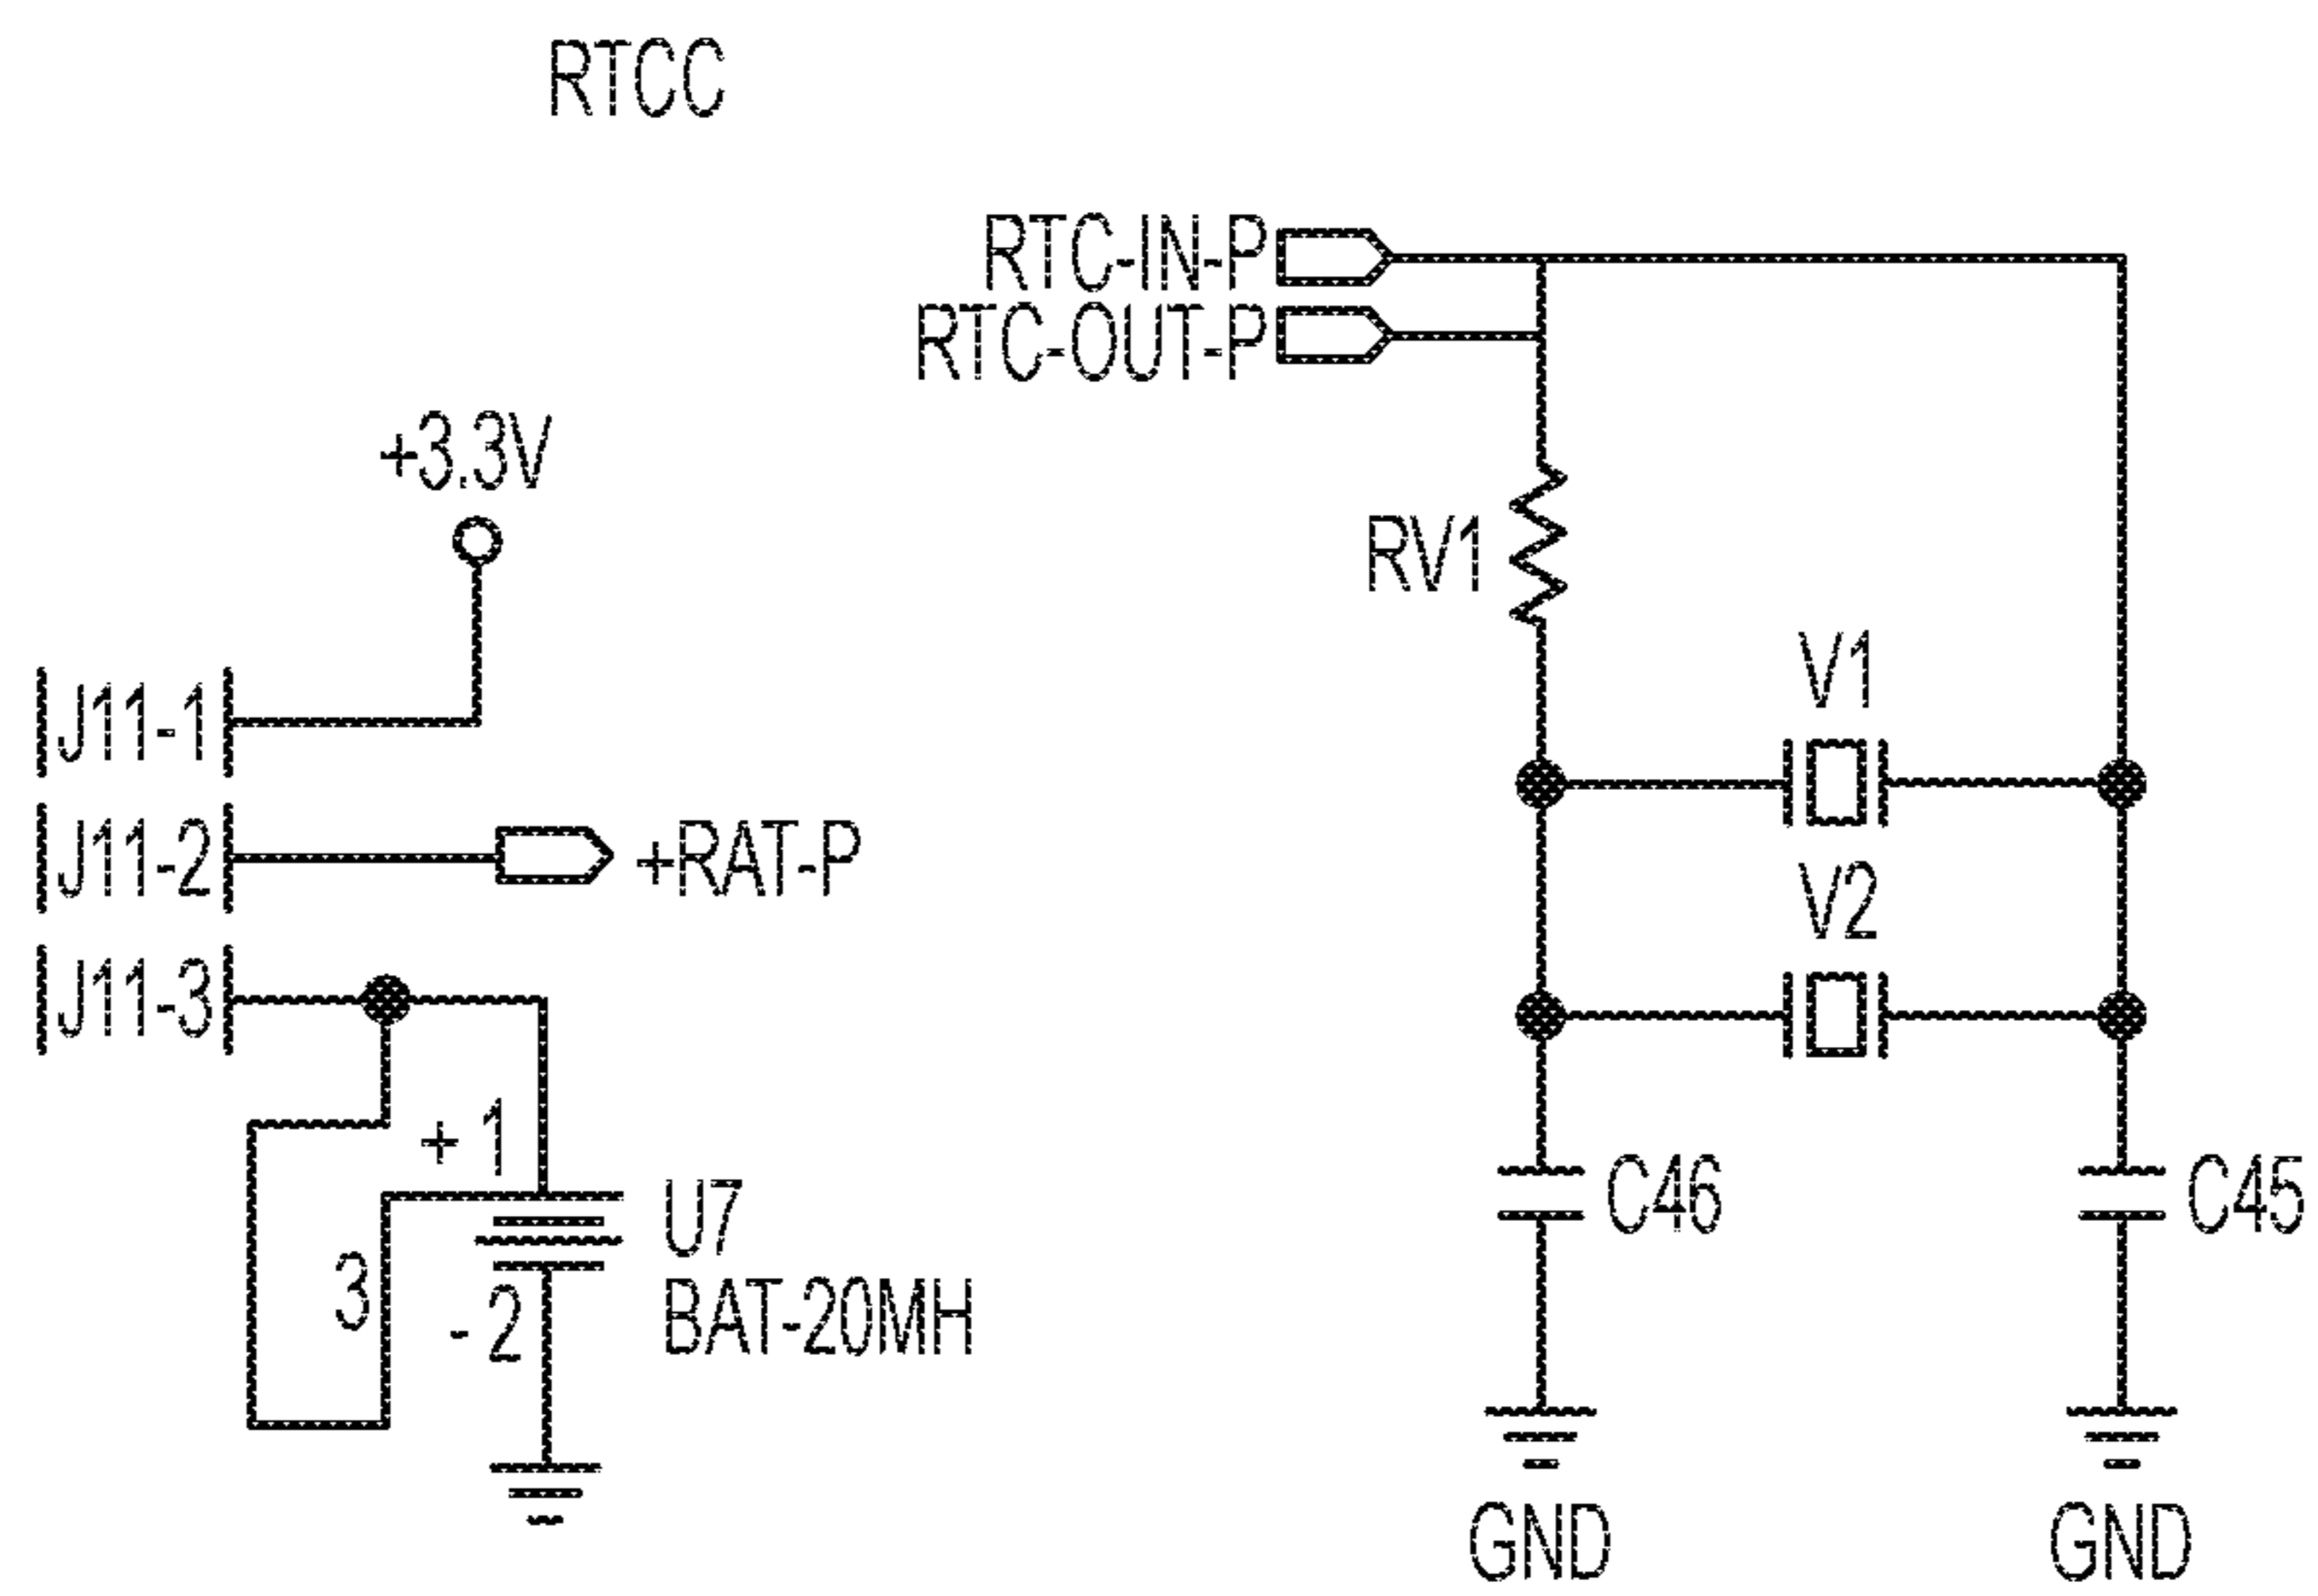 RTCC
RTC-IN-P
RTC-OUT-P
+3.3V
RV1
J11-1
V1
J11-2
+RAT-P
V2
J11-3
+ 1
U7
C46
C45
3
- 2
BAT-20MH
GND
GND